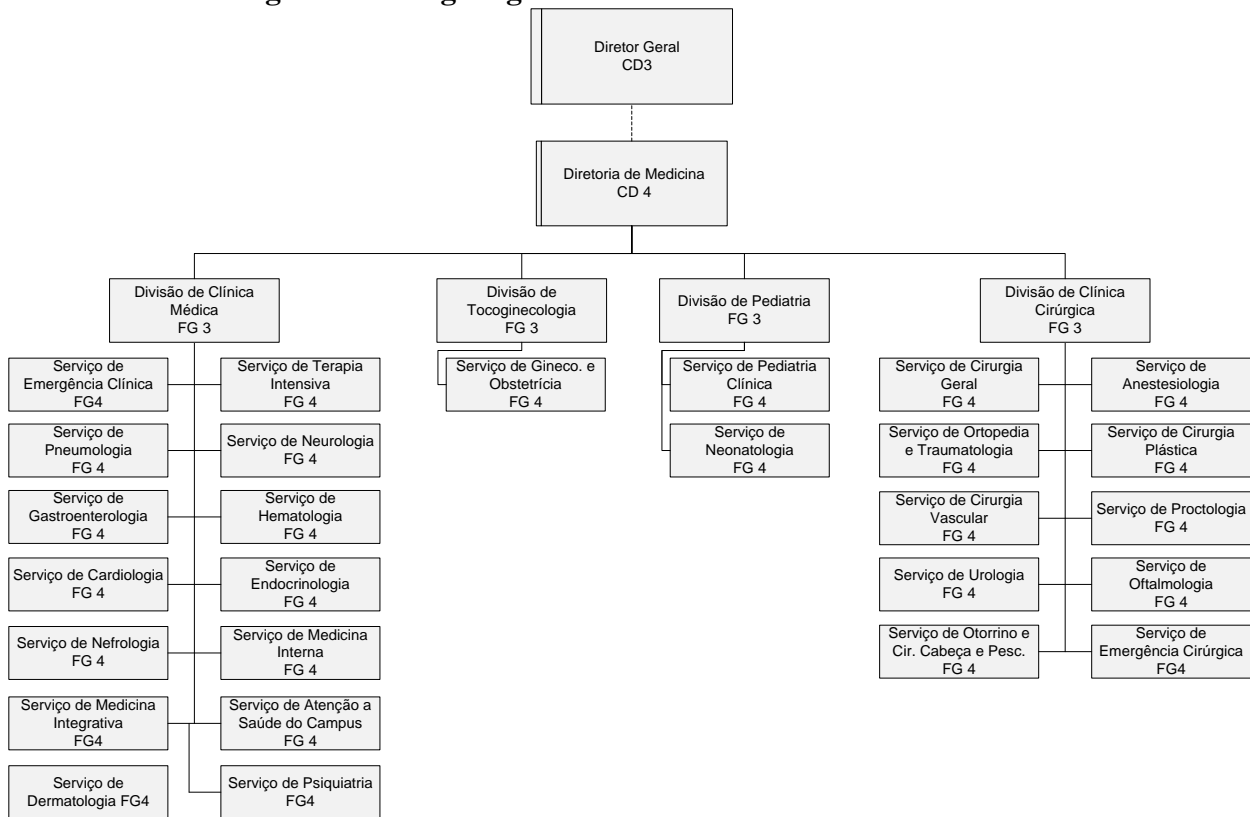 Diretor Geral
CD3
Diretoria de Medicina
CD 4
Divisão de Clínica
Médica
FG 3
Divisão de
Tocoginecologia
FG 3
Divisão de Pediatria
FG 3
Divisão de Clínica
Cirúrgica
FG 3
Serviço de
Emergência Clínica
FG4
Serviço de Terapia
Intensiva
FG 4
Serviço de Gineco. e
Obstetrícia
FG 4
Serviço de Pediatria
Clínica
FG 4
Serviço de Cirurgia
Geral
FG 4
Serviço de
Anestesiologia
FG 4
Serviço de
Pneumologia
FG 4
Serviço de Neurologia
FG 4
Serviço de
Neonatologia
FG 4
Serviço de Ortopedia
e Traumatologia
FG 4
Serviço de Cirurgia
Plástica
FG 4
Serviço de
Gastroenterologia
FG 4
Serviço de
Hematologia
FG 4
Serviço de Cirurgia
Vascular
FG 4
Serviço de Proctologia
FG 4
Serviço de Cardiologia
FG 4
Serviço de
Endocrinologia
FG 4
Serviço de Urologia
FG 4
Serviço de
Oftalmologia
FG 4
Serviço de Nefrologia
FG 4
Serviço de Medicina
Interna
FG 4
Serviço de Otorrino e
Cir. Cabeça e Pesc.
FG 4
Serviço de
Emergência Cirúrgica
FG4
Serviço de Medicina
Integrativa
FG4
Serviço de Atenção a
Saúde do Campus
FG 4
Serviço de
Dermatologia FG4
Serviço de Psiquiatria
FG4